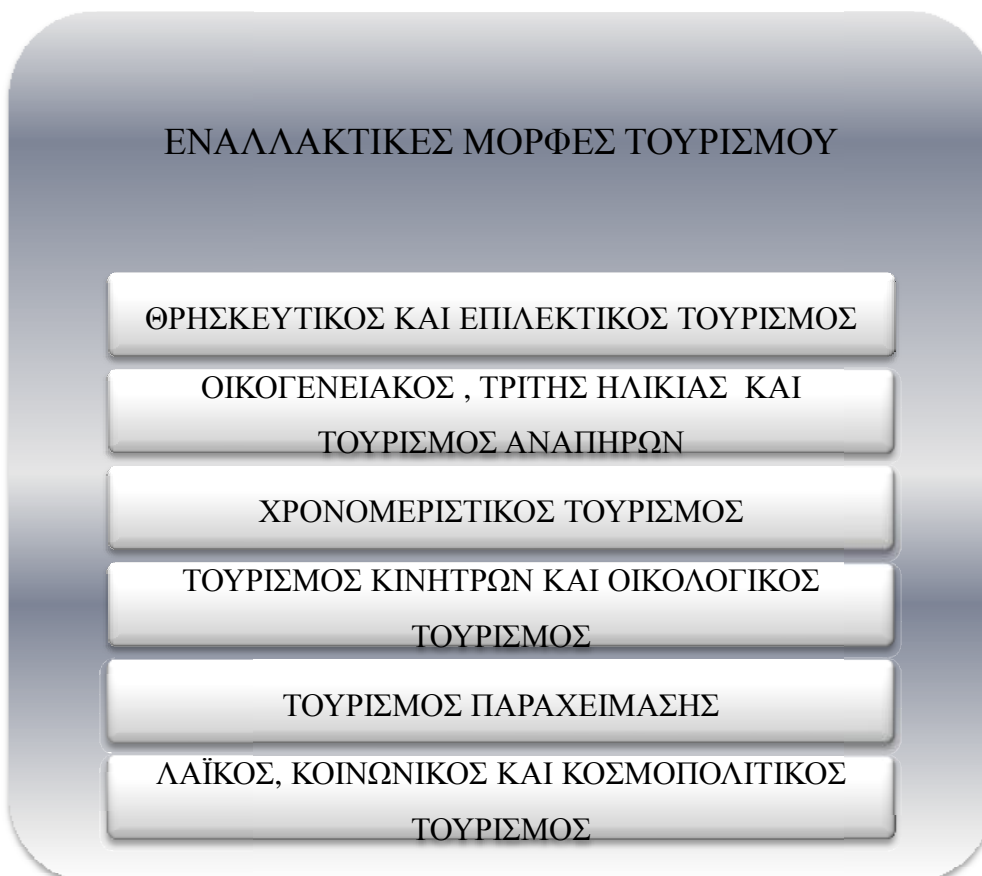 ΕΝΑΛΛΑΚΤΙΚΕΣ ΜΟΡΦΕΣ ΤΟΥΡΙΣΜΟΥ
ΘΡΗΣΚΕΥΤΙΚΟΣ ΚΑΙ ΕΠΙΛΕΚΤΙΚΟΣ ΤΟΥΡΙΣΜΟΣ
ΟΙΚΟΓΕΝΕΙΑΚΟΣ , ΤΡΙΤΗΣ ΗΛΙΚΙΑΣ ΚΑΙ
ΤΟΥΡΙΣΜΟΣ ΑΝΑΠΗΡΩΝ
ΧΡΟΝΟΜΕΡΙΣΤΙΚΟΣ ΤΟΥΡΙΣΜΟΣ
ΤΟΥΡΙΣΜΟΣ ΚΙΝΗΤΡΩΝ ΚΑΙ ΟΙΚΟΛΟΓΙΚΟΣ
ΤΟΥΡΙΣΜΟΣ
ΤΟΥΡΙΣΜΟΣ ΠΑΡΑΧΕΙΜΑΣΗΣ
ΛΑΪΚΟΣ, ΚΟΙΝΩΝΙΚΟΣ ΚΑΙ ΚΟΣΜΟΠΟΛΙΤΙΚΟΣ
ΤΟΥΡΙΣΜΟΣ